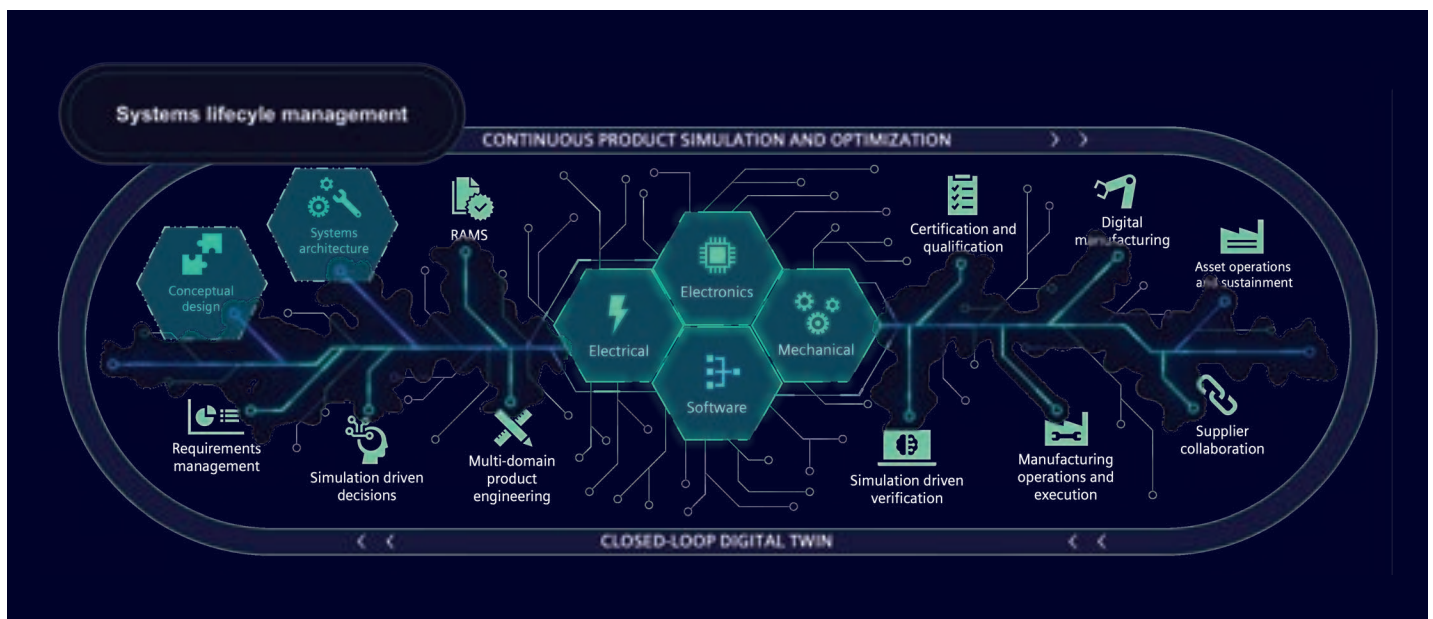 Systems lifecyle management
CONTINUOUS PRODUCT SIMULATION AND OPTIMIZATION
Systems
architecture
RAMS
Conceptual
design
Electronics
Electrical
Mechanical
Software
Certification and
qualification
Digital
manufacturing
Asset operations
and sustainment
Requirements
management
Simulation driven
decisions
Multi-domain
product
engineering
Simulation driven
verification
Manufacturing
operations and
execution
Supplier
collaboration
CLOSED-LOOP DIGITAL TWIN